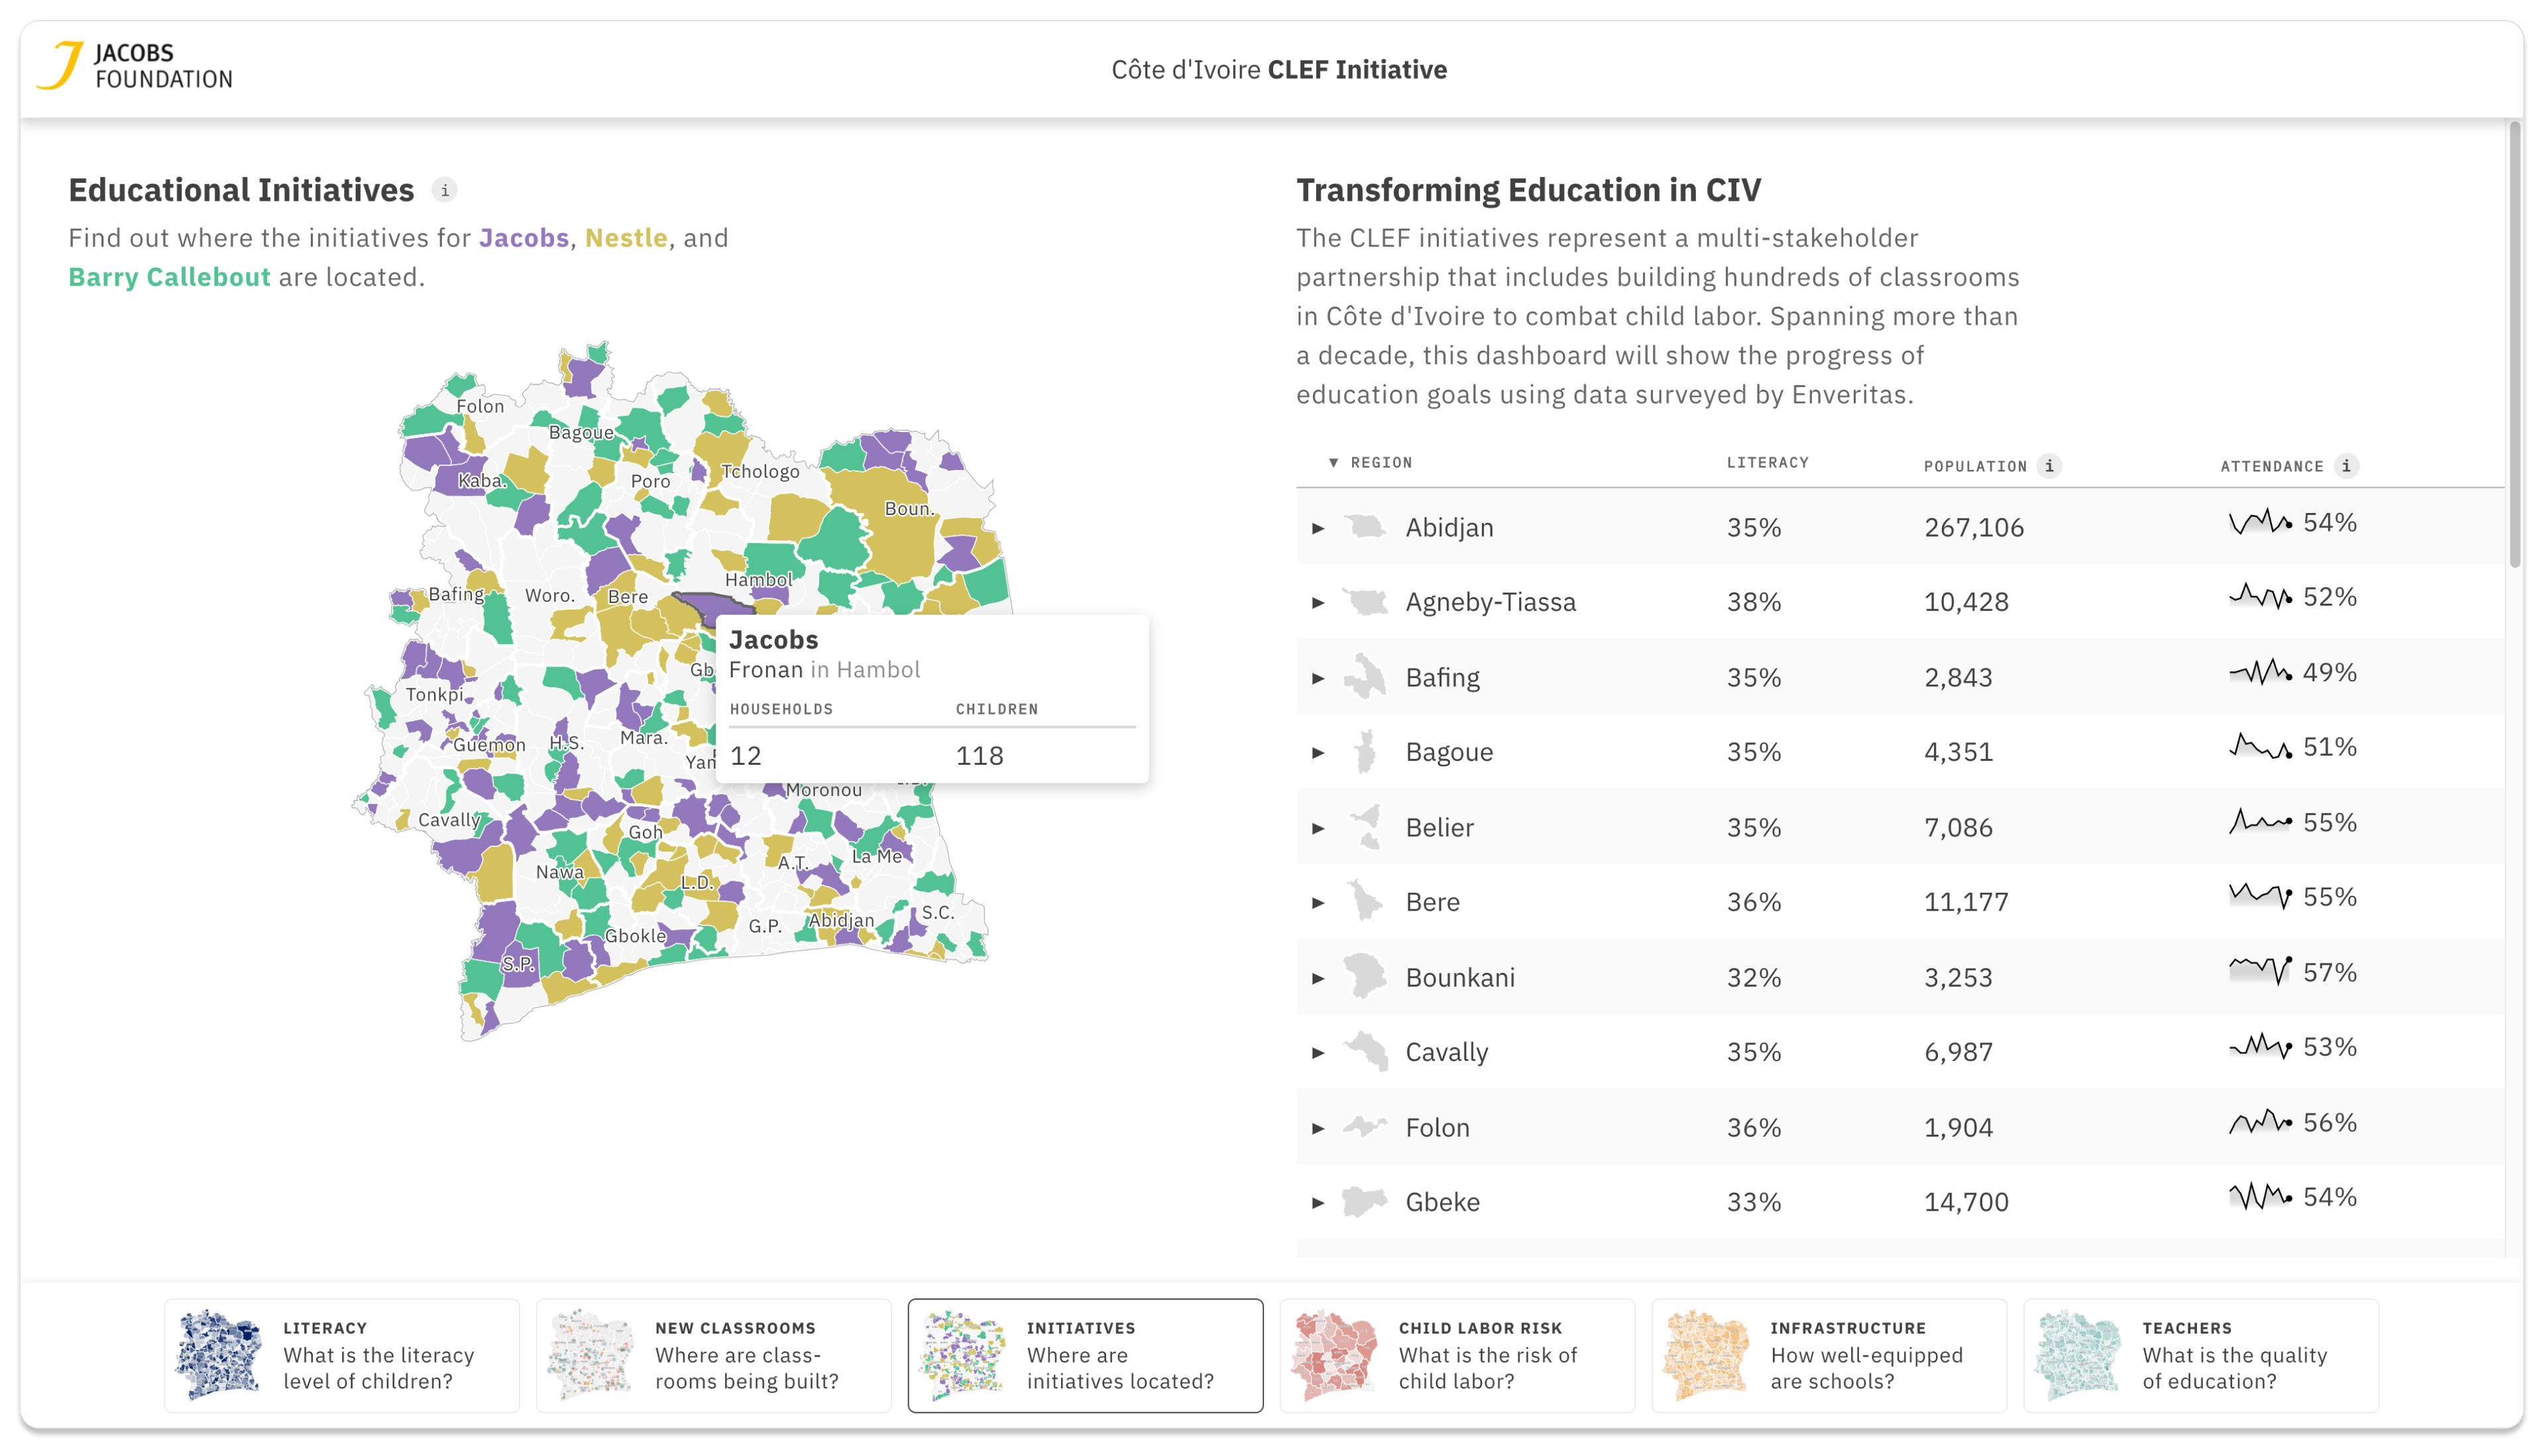 JACOBS
FOUNDATION
Côte d'Ivoire CLEF Initiative
Educational Initiatives i
Find out where the initiatives for Jacobs, Nestle, and
Barry Callebout are located.
Folon
Bagoue
Kaba.
Poro
Tchologo
Boun.
Hambol
Bafing
Woro.
Bere
Jacobs
Fronan in Hambol
HOUSEHOLDS CHILDREN
12 118
Tonkpi
Guemon
H.S.
Mara.
Moronou
Cavally
Goh
Nawa
L.D.
A.T.
La Me
Gbokle
G.P.
Abidjan
S.C.
S.P.
Transforming Education in CIV
The CLEF initiatives represent a multi-stakeholder
partnership that includes building hundreds of classrooms
in Côte d'Ivoire to combat child labor. Spanning more than
a decade, this dashboard will show the progress of
education goals using data surveyed by Enveritas.
▼ REGION LITERACY POPULATION i ATTENDANCE i
▶ Abidjan 35% 267,106 54%
▶ Agneby-Tiassa 38% 10,428 52%
▶ Bafing 35% 2,843 49%
▶ Bagoue 35% 4,351 51%
▶ Belier 35% 7,086 55%
▶ Bere 36% 11,177 55%
▶ Bounkani 32% 3,253 57%
▶ Cavally 35% 6,987 53%
▶ Folon 36% 1,904 56%
▶ Gbeke 33% 14,700 54%
LITERACY
What is the literacy
level of children?
NEW CLASSROOMS
Where are class-
rooms being built?
INITIATIVES
Where are
initiatives located?
CHILD LABOR RISK
What is the risk of
child labor?
INFRASTRUCTURE
How well-equipped
are schools?
TEACHERS
What is the quality
of education?